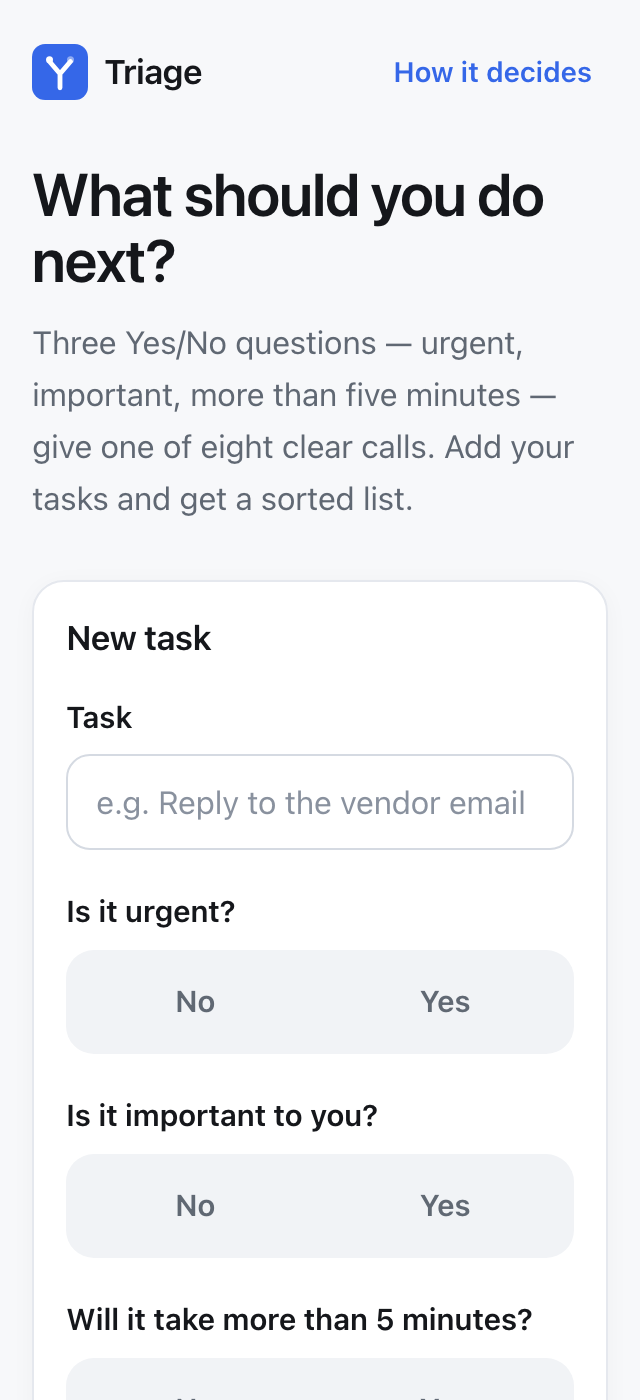 Triage
How it decides
What should you do
next?
Three Yes/No questions — urgent,
important, more than five minutes —
give one of eight clear calls. Add your
tasks and get a sorted list.
New task
Task
e.g. Reply to the vendor email
Is it urgent?
No Yes
Is it important to you?
No Yes
Will it take more than 5 minutes?